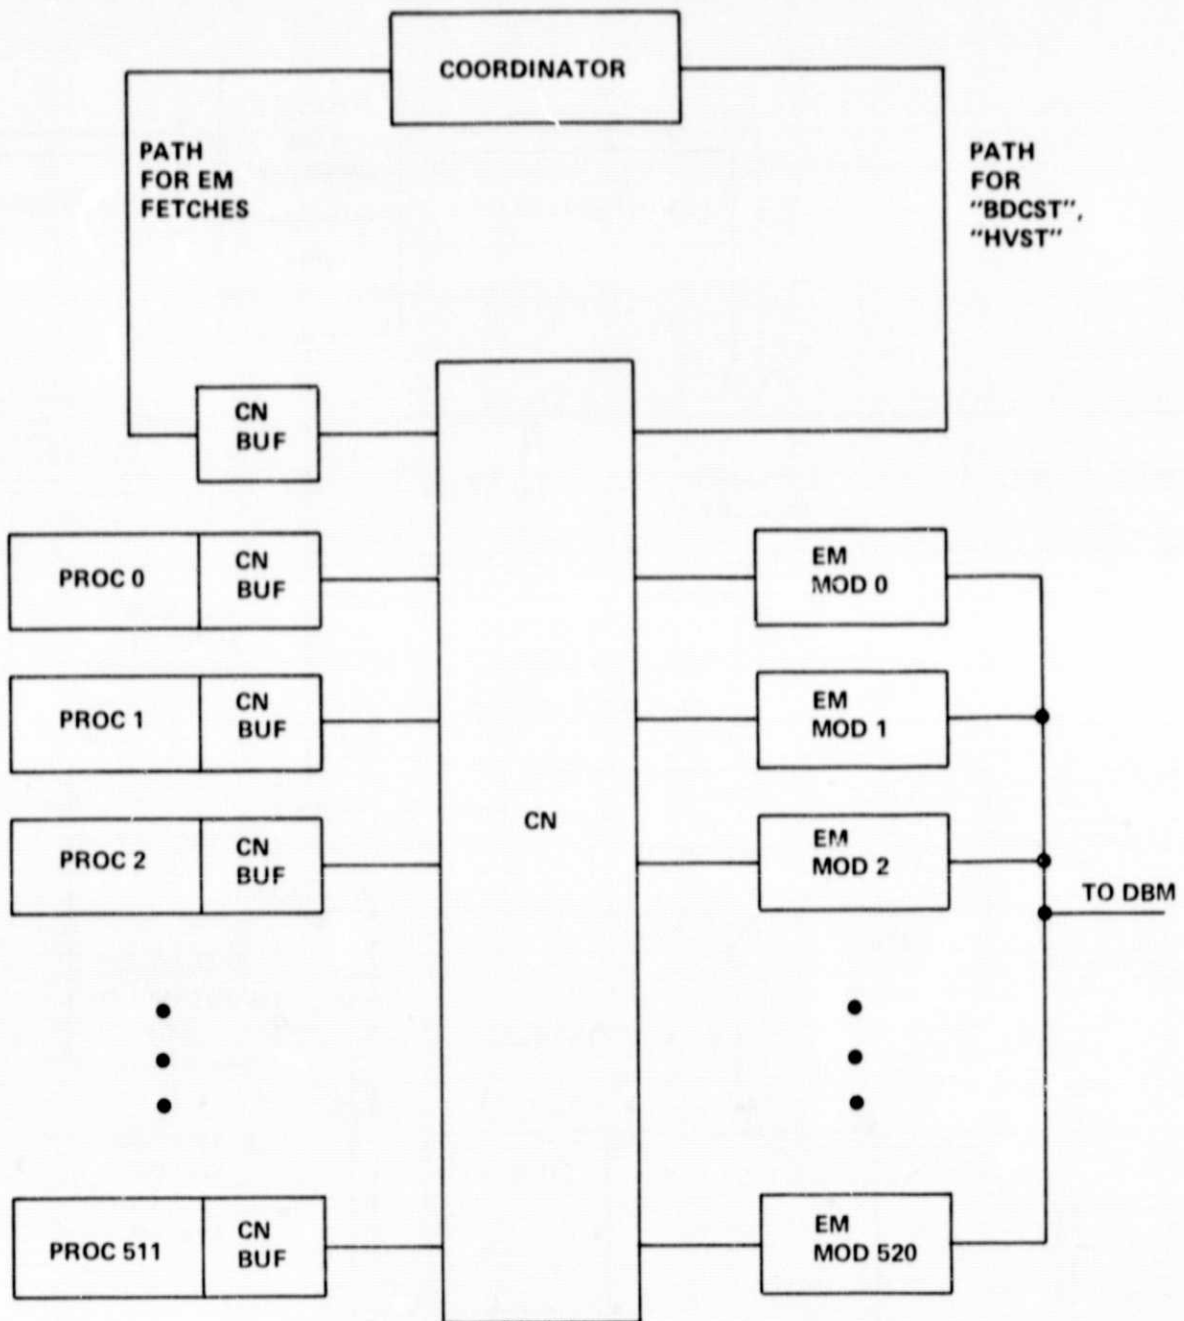 COORDINATOR
PATH
FOR EM
FETCHES
PATH
FOR
"BDCST",
"HVST"
CN
BUF
PROC 0
CN
BUF
EM
MOD 0
PROC 1
CN
BUF
EM
MOD 1
CN
PROC 2
CN
BUF
EM
MOD 2
TO DBM
PROC 511
CN
BUF
EM
MOD 520